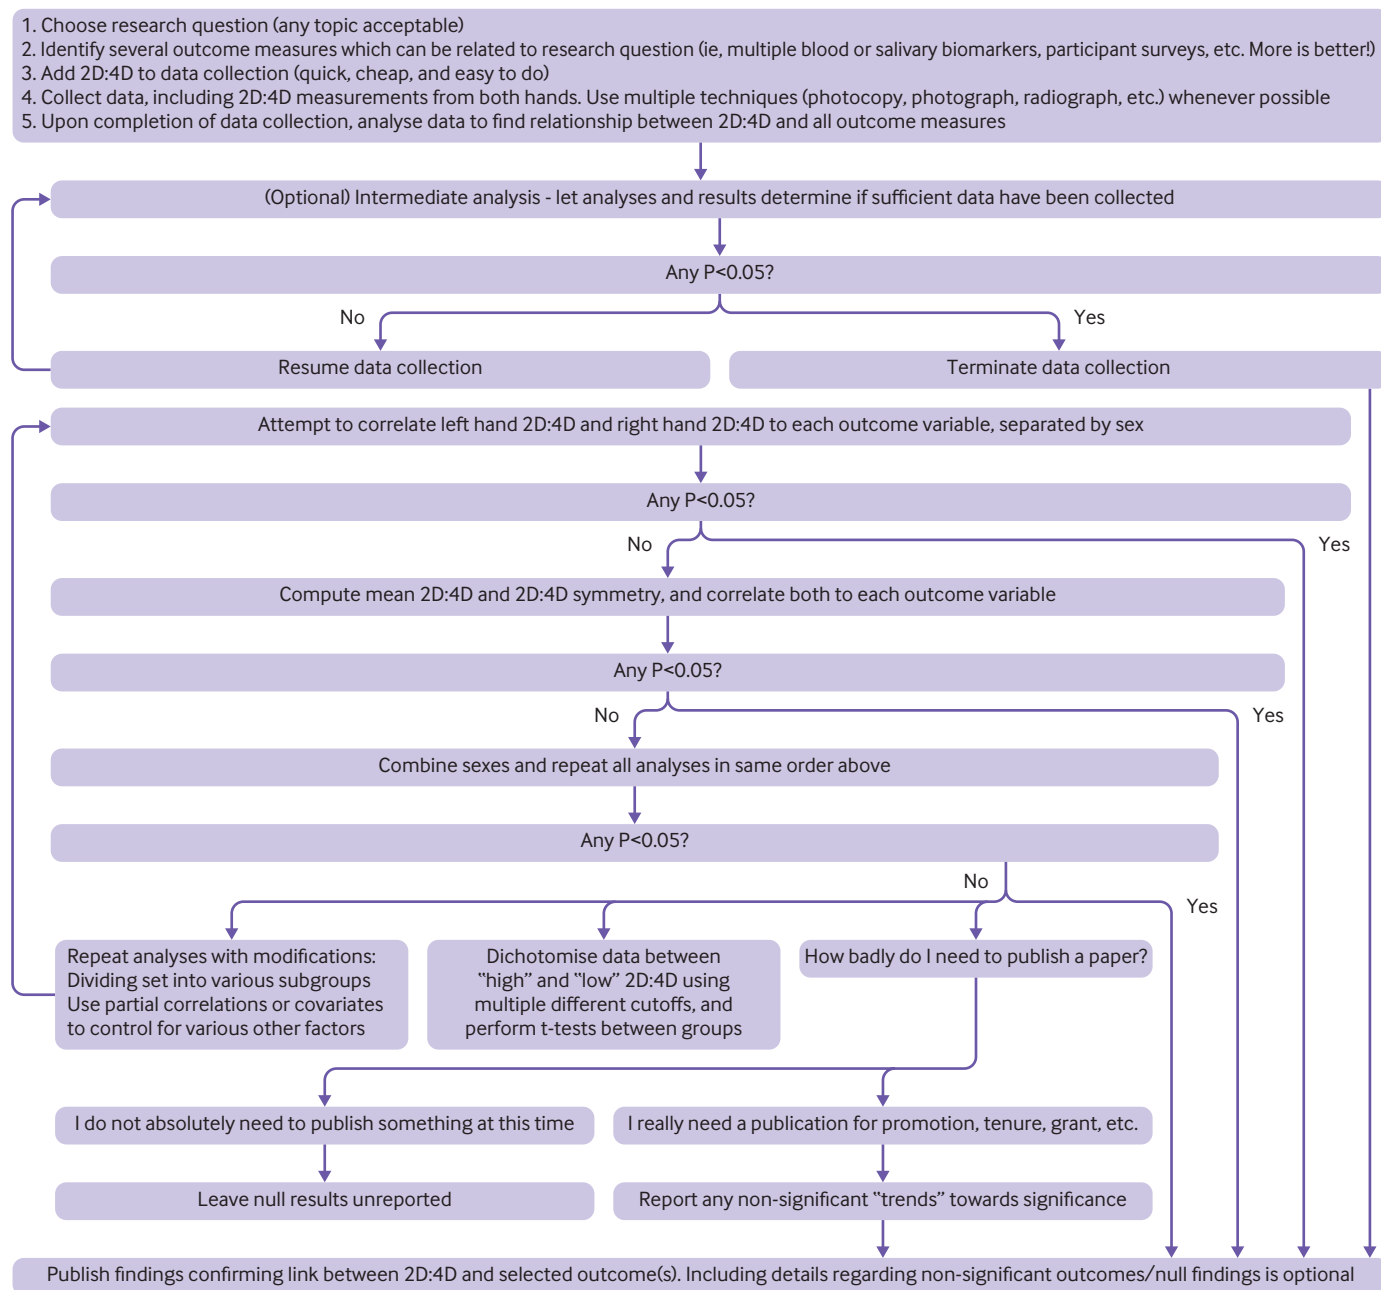 1. Choose research question (any topic acceptable)
2. Identify several outcome measures which can be related to research question (ie, multiple blood or salivary biomarkers, participant surveys, etc. More is better!)
3. Add 2D:4D to data collection (quick, cheap, and easy to do)
4. Collect data, including 2D:4D measurements from both hands. Use multiple techniques (photocopy, photograph, radiograph, etc.) whenever possible
5. Upon completion of data collection, analyse data to find relationship between 2D:4D and all outcome measures
(Optional) Intermediate analysis - let analyses and results determine if sufficient data have been collected
Any P<0.05?
No
Yes
Resume data collection
Terminate data collection
Attempt to correlate left hand 2D:4D and right hand 2D:4D to each outcome variable, separated by sex
Any P<0.05?
No
Yes
Compute mean 2D:4D and 2D:4D symmetry, and correlate both to each outcome variable
Any P<0.05?
No
Yes
Combine sexes and repeat all analyses in same order above
Any P<0.05?
No
Yes
Repeat analyses with modifications:
Dividing set into various subgroups
Use partial correlations or covariates
to control for various other factors
Dichotomise data between
"high" and "low" 2D:4D using
multiple different cutoffs, and
perform t-tests between groups
How badly do I need to publish a paper?
I do not absolutely need to publish something at this time
I really need a publication for promotion, tenure, grant, etc.
Leave null results unreported
Report any non-significant "trends" towards significance
Publish findings confirming link between 2D:4D and selected outcome(s). Including details regarding non-significant outcomes/null findings is optional